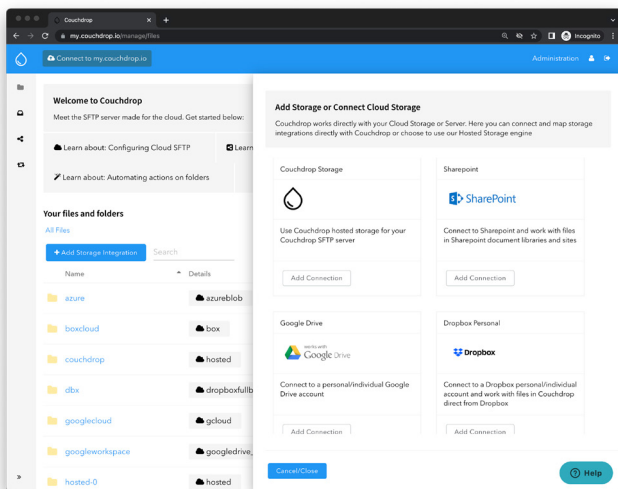 Couchdrop
my.couchdrop.io/manage/files
Incognito
Connect to my.couchdrop.io
Administration
Welcome to Couchdrop
Meet the SFTP server made for the cloud. Get started below:
Learn about: Configuring Cloud SFTP
Learn
Learn about: Automating actions on folders
Your files and folders
All Files
+ Add Storage Integration
Search
Name
Details
azure
azureblob
boxcloud
box
couchdrop
hosted
dbx
dropboxfullb
googlecloud
gcloud
googleworkspace
googledrive_
hosted-0
hosted
Add Storage or Connect Cloud Storage
Couchdrop works directly with your Cloud Storage or Server. Here you can connect and map storage
integrations directly with Couchdrop or choose to use our Hosted Storage engine
Couchdrop Storage
Use Couchdrop hosted storage for your
Couchdrop SFTP server
Add Connection
Sharepoint
SharePoint
Connect to Sharepoint and work with files
in Sharepoint document libraries and sites
Add Connection
Google Drive
works with
Google Drive
Connect to a personal/individual Google
Drive account
Add Connection
Dropbox Personal
Dropbox
Connect to a Dropbox personal/individual
account and work with files in Couchdrop
direct from Dropbox
Add Connection
Cancel/Close
Help